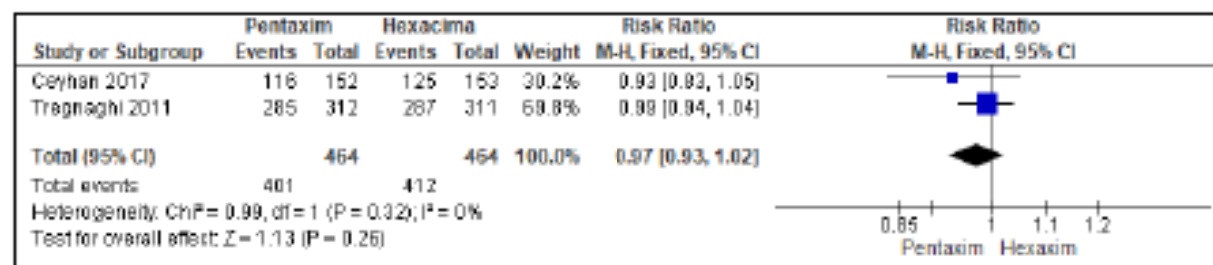 Pentaxim Hexacima Risk Ratio Risk Ratio
Study or Subgroup Events Total Events Total Weight M-H, Fixed, 95% CI M-H, Fixed, 95% CI
Ceyhan 2017 116 152 125 153 30.2% 0.93 [0.83, 1.05]
Tregnaghi 2011 285 312 287 311 69.8% 0.99 [0.94, 1.04]
Total (95% CI) 464 464 100.0% 0.97 [0.93, 1.02]
Total events 401 412
Heterogeneity: Chi² = 0.99, df = 1 (P = 0.32); I² = 0%
Test for overall effect: Z = 1.13 (P = 0.26)
0.85 1 1.1 1.2
Pentaxim Hexaxim